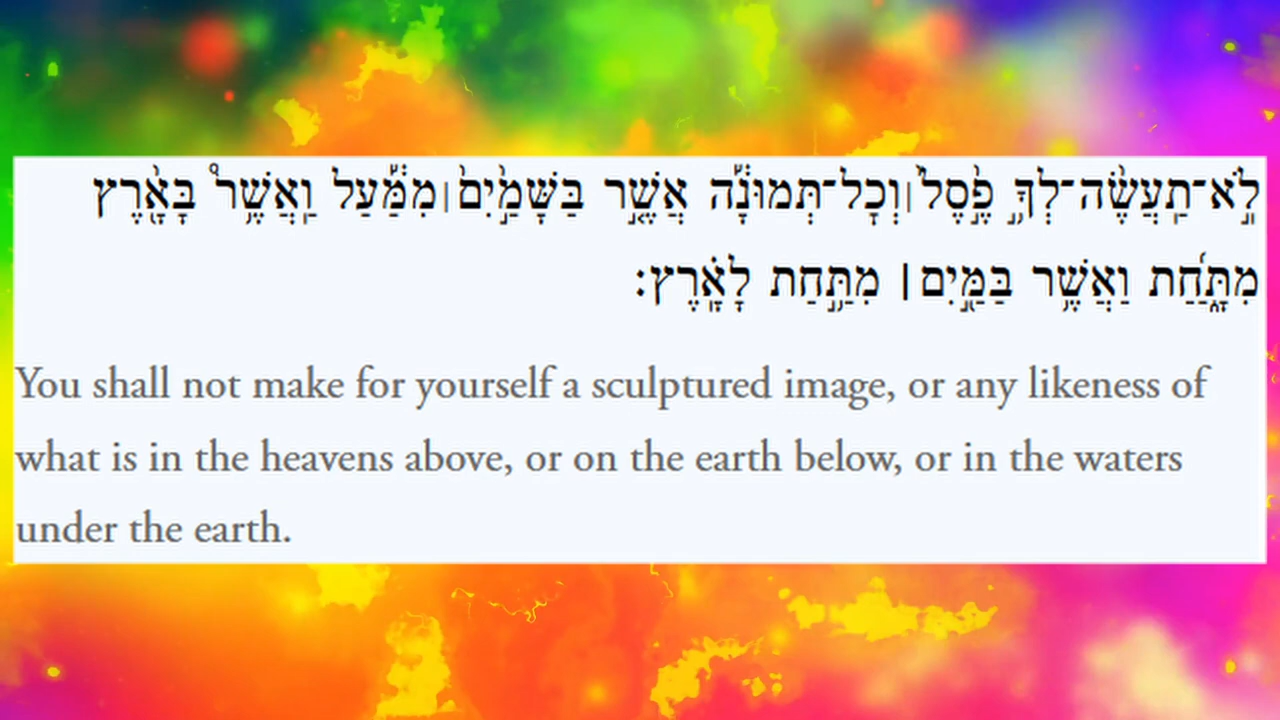 לֹ֣א־תַֽעֲשֶׂ֨ה־לְךָ֥֣ פֶ֣֙סֶל֙׀וְכׇל־תְּמוּנָ֡֔ה אֲשֶׁ֤֣ר בַּשָּׁמַ֣֙יִם֙׀מִמַּ֡֔עַל וַֽאֲשֶׁ֥ר֩ בָּאָ֖֨רֶץ
מִתָּ֑֜חַת וַאֲשֶׁ֥ר בַּמַּ֖֣יִם׀ מִתַּ֥֣חַת לָאָֽ֗רֶץ׃
You shall not make for yourself a sculptured image, or any likeness of
what is in the heavens above, or on the earth below, or in the waters
under the earth.